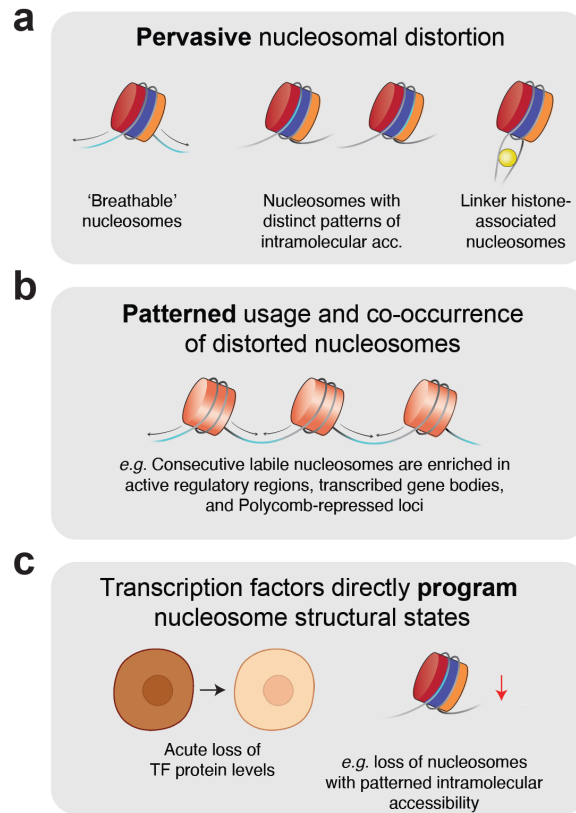 a
Pervasive nucleosomal distortion
‘Breathable’
nucleosomes
Nucleosomes with
distinct patterns of
intramolecular acc.
Linker histone-
associated
nucleosomes
b
Patterned usage and co-occurrence
of distorted nucleosomes
e.g. Consecutive labile nucleosomes are enriched in
active regulatory regions, transcribed gene bodies,
and Polycomb-repressed loci
c
Transcription factors directly program
nucleosome structural states
Acute loss of
TF protein levels
e.g. loss of nucleosomes
with patterned intramolecular
accessibility